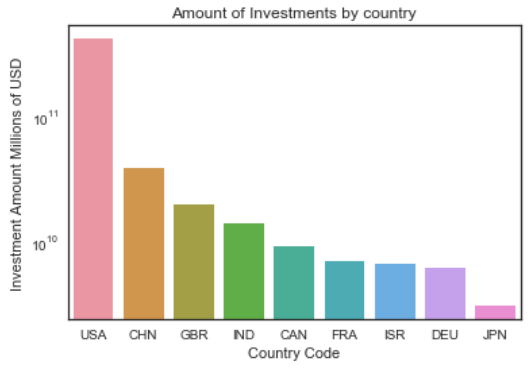 Amount of Investments by country
Investment Amount Millions of USD
10^11
10^10
USA CHN GBR IND CAN FRA ISR DEU JPN
Country Code